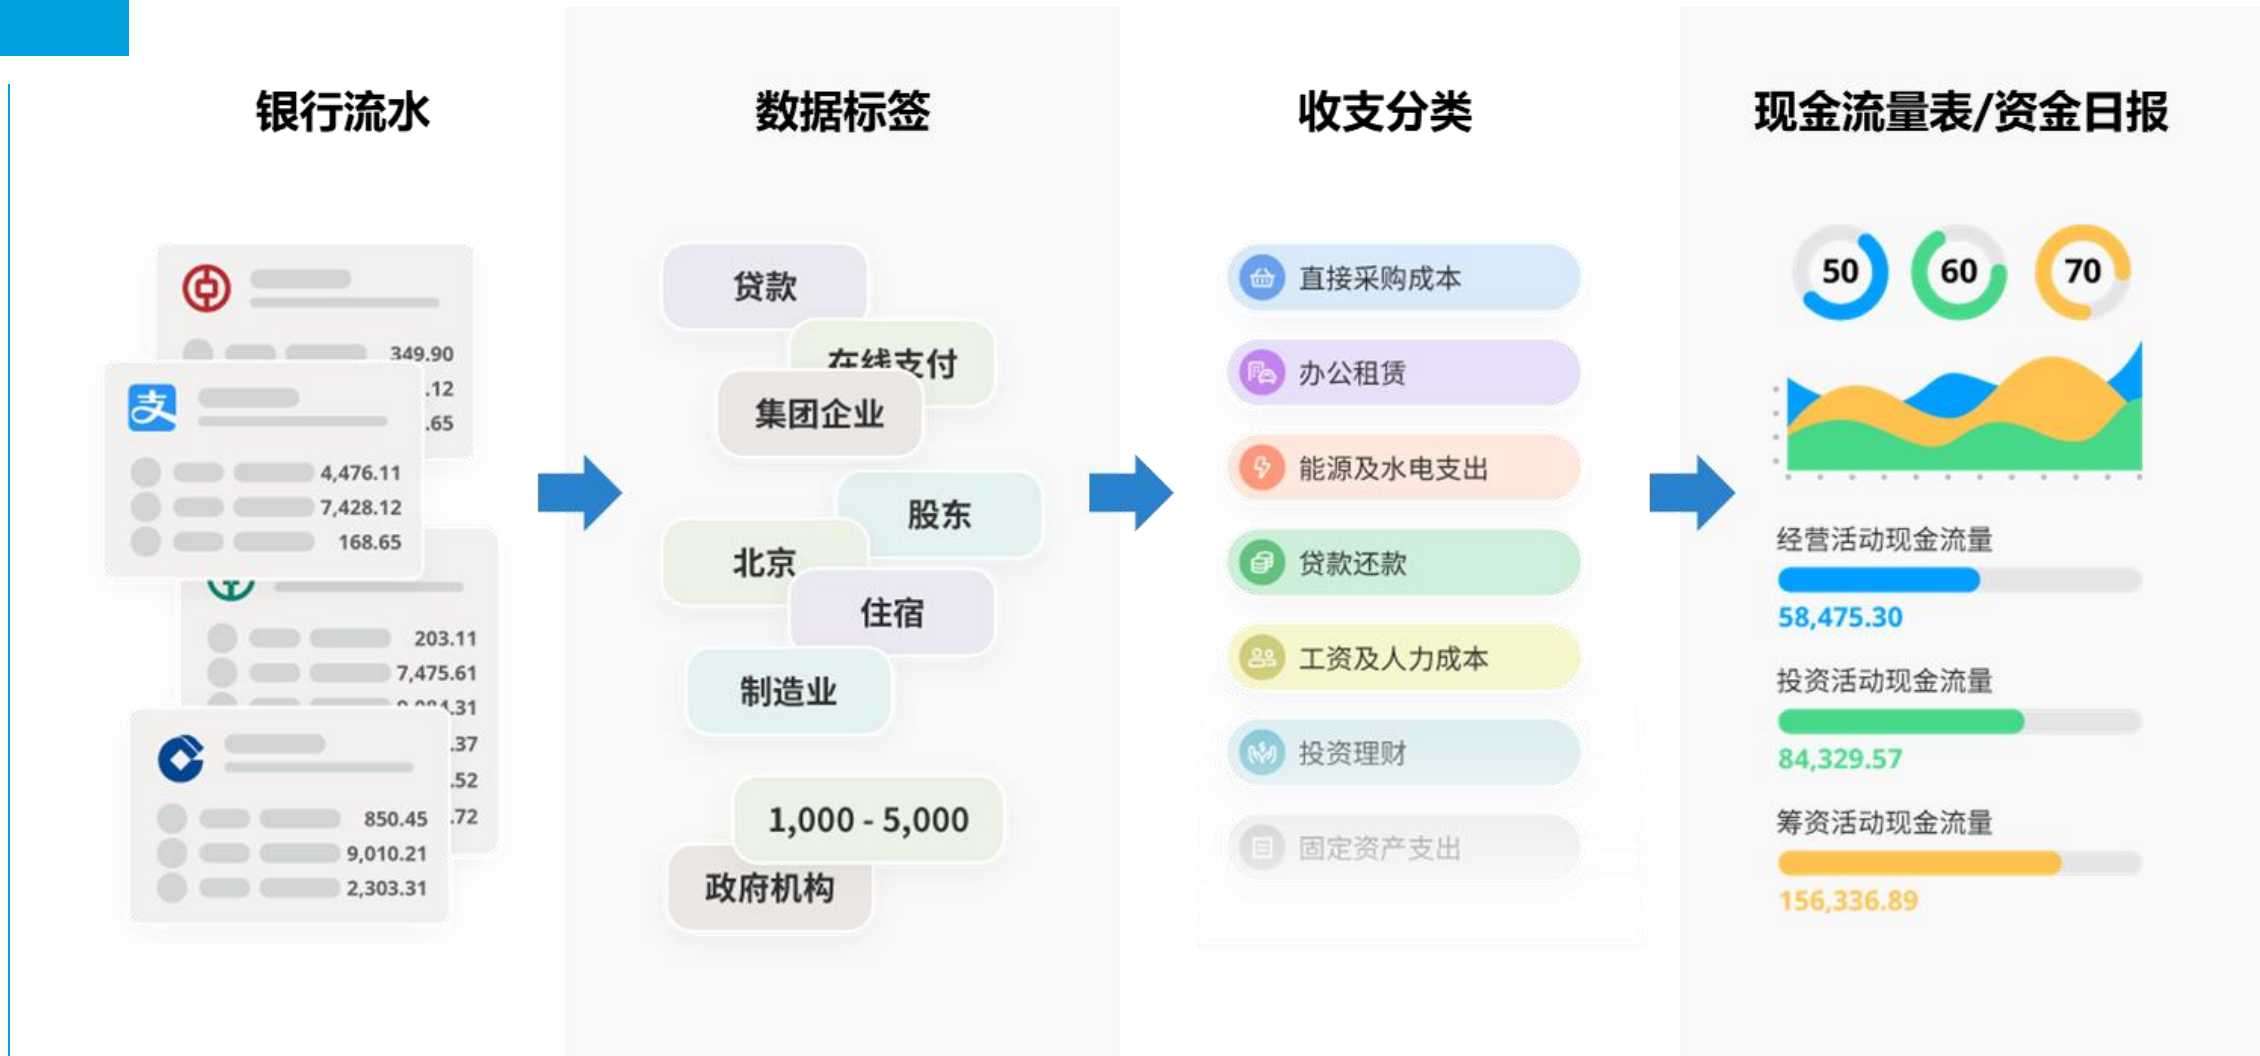 银行流水
349.90
.12
.65
支
4,476.11
7,428.12
168.65
203.11
7,475.61
.37
.52
.72
850.45
9,010.21
2,303.31
数据标签
贷款
在线支付
集团企业
股东
北京
住宿
制造业
1,000 - 5,000
政府机构
收支分类
直接采购成本
办公租赁
能源及水电支出
贷款还款
工资及人力成本
投资理财
固定资产支出
现金流量表/资金日报
50
60
70
经营活动现金流量
58,475.30
投资活动现金流量
84,329.57
筹资活动现金流量
156,336.89